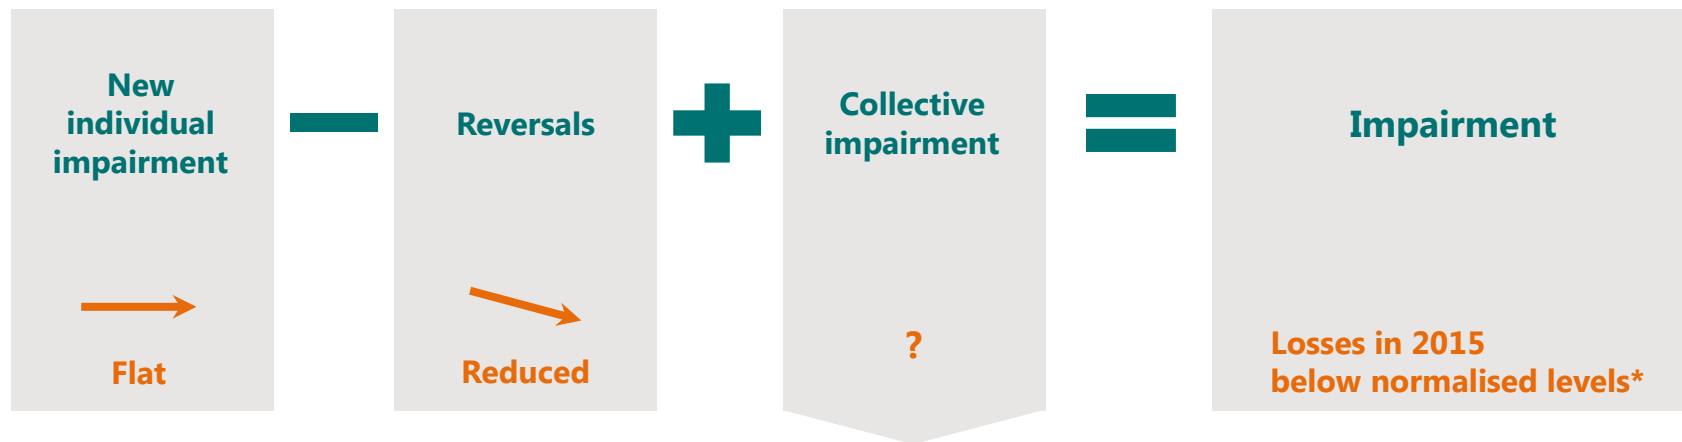 New
individual
impairment
Reversals
Collective
impairment
Impairment
Flat
Reduced
?
Losses in 2015
below normalised levels*